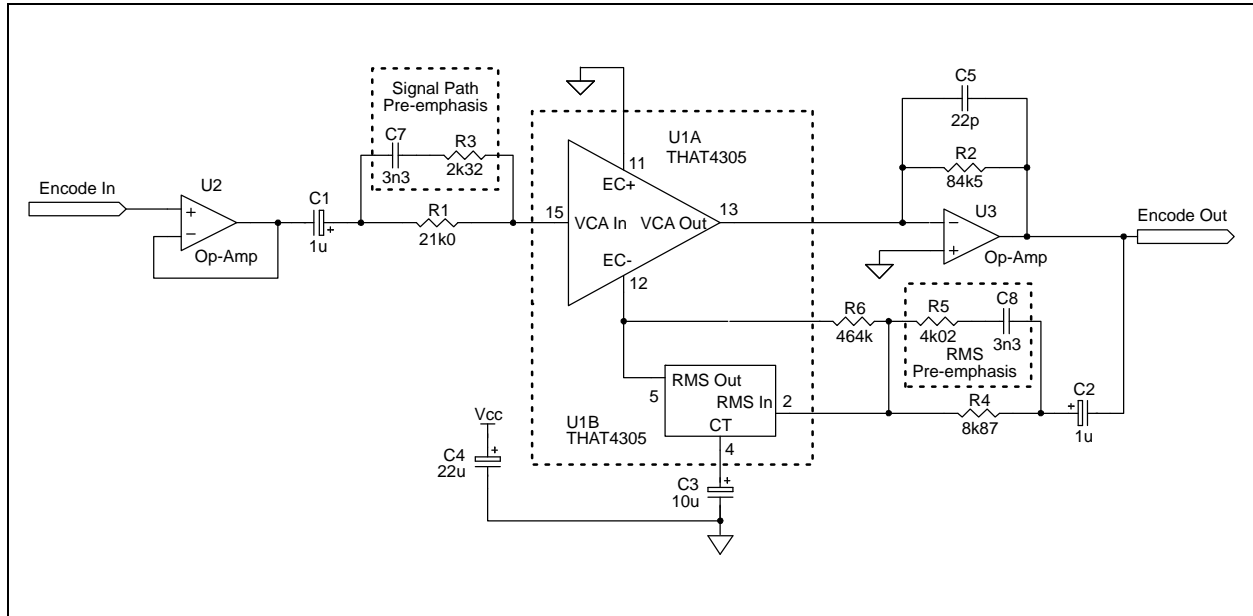 Signal Path
Pre-emphasis
C7
3n3
R3
2k32
Encode In
U2
+
−
Op-Amp
C1
+
1u
R1
21k0
U1A
THAT4305
11
EC+
15
VCA In
VCA Out
13
EC-
12
C5
22p
R2
84k5
U3
−
+
Op-Amp
Encode Out
R6
464k
R5
4k02
C8
3n3
RMS
Pre-emphasis
5
RMS Out
RMS In
2
CT
4
R4
8k87
C2
+
1u
U1B
THAT4305
Vcc
C4
22u
+
C3
10u
+